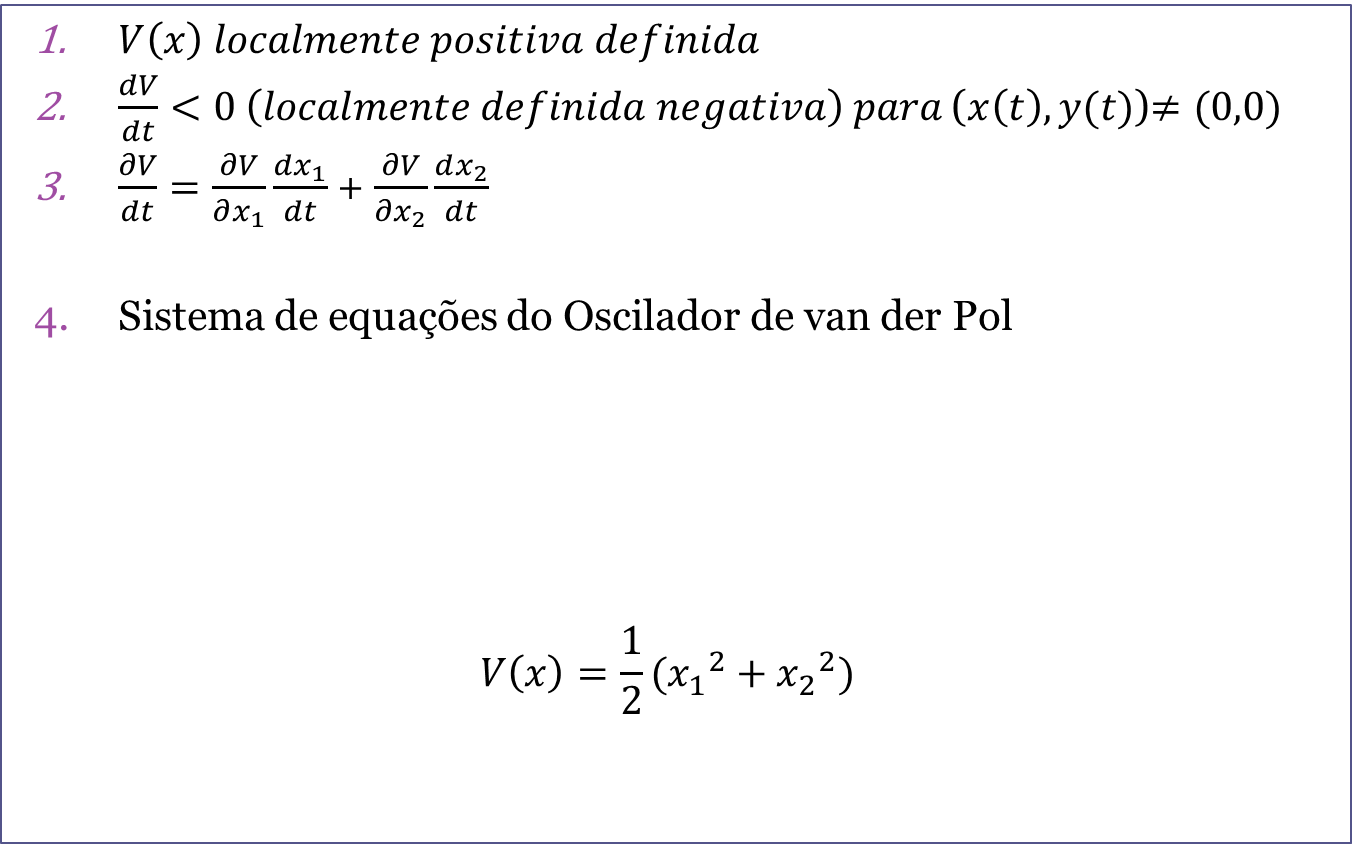 1. V(x) localmente positiva definida
2. dV/dt < 0 (localmente definida negativa) para (x(t), y(t))≠ (0,0)
3. ∂V/dt = ∂V/∂x₁ dx₁/dt + ∂V/∂x₂ dx₂/dt
4. Sistema de equações do Oscilador de van der Pol
V(x) = 1/2 (x₁² + x₂²)